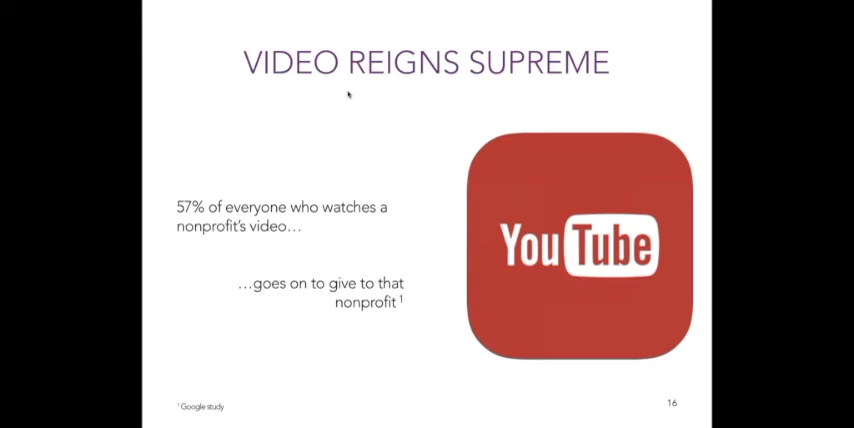 VIDEO REIGNS SUPREME
57% of everyone who watches a
nonprofit's video…
…goes on to give to that
nonprofit ¹
YouTube
¹ Google study
16